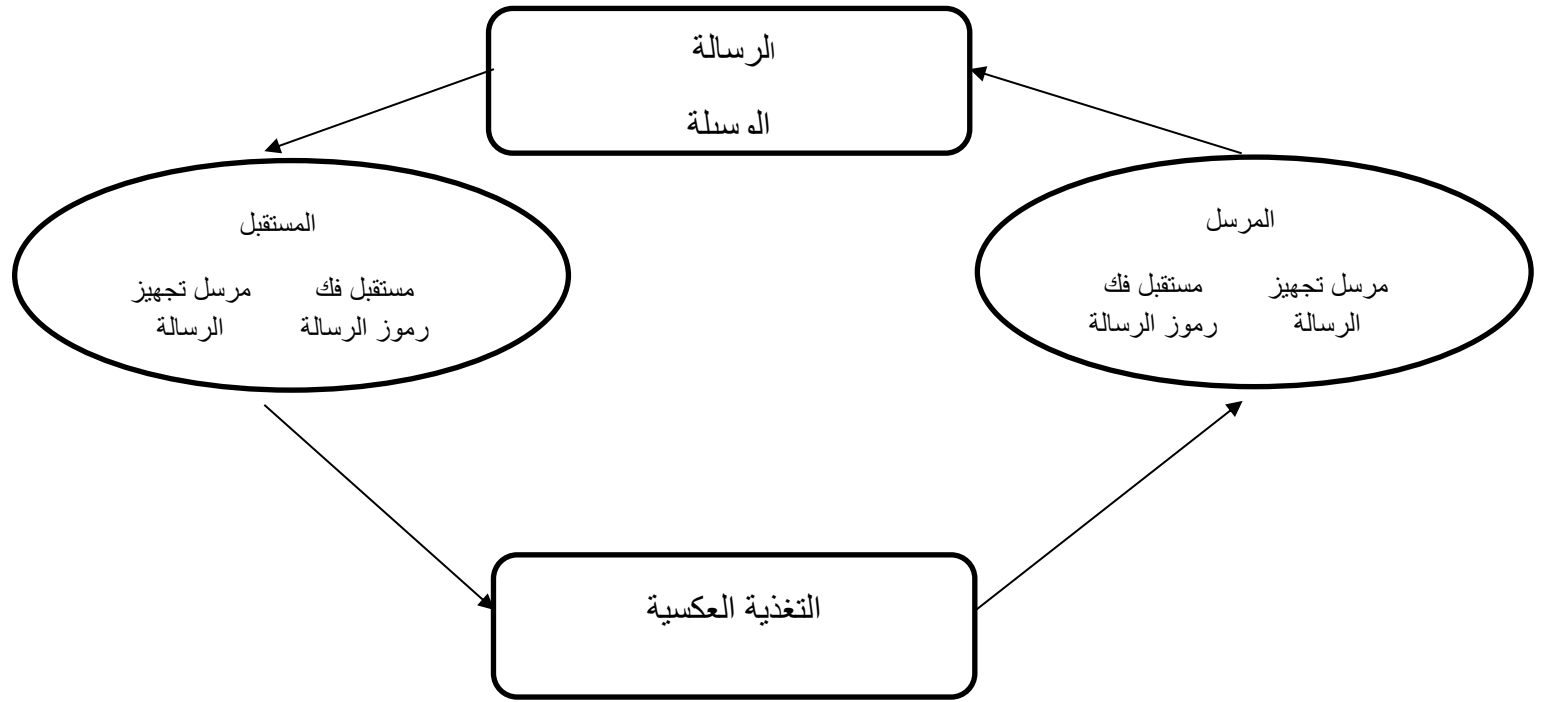 الرسالة
الوسيلة
المرسل
مرسل تجهيز
الرسالة
مستقبل فك
رموز الرسالة
المستقبل
مستقبل فك
رموز الرسالة
مرسل تجهيز
الرسالة
التغذية العكسية